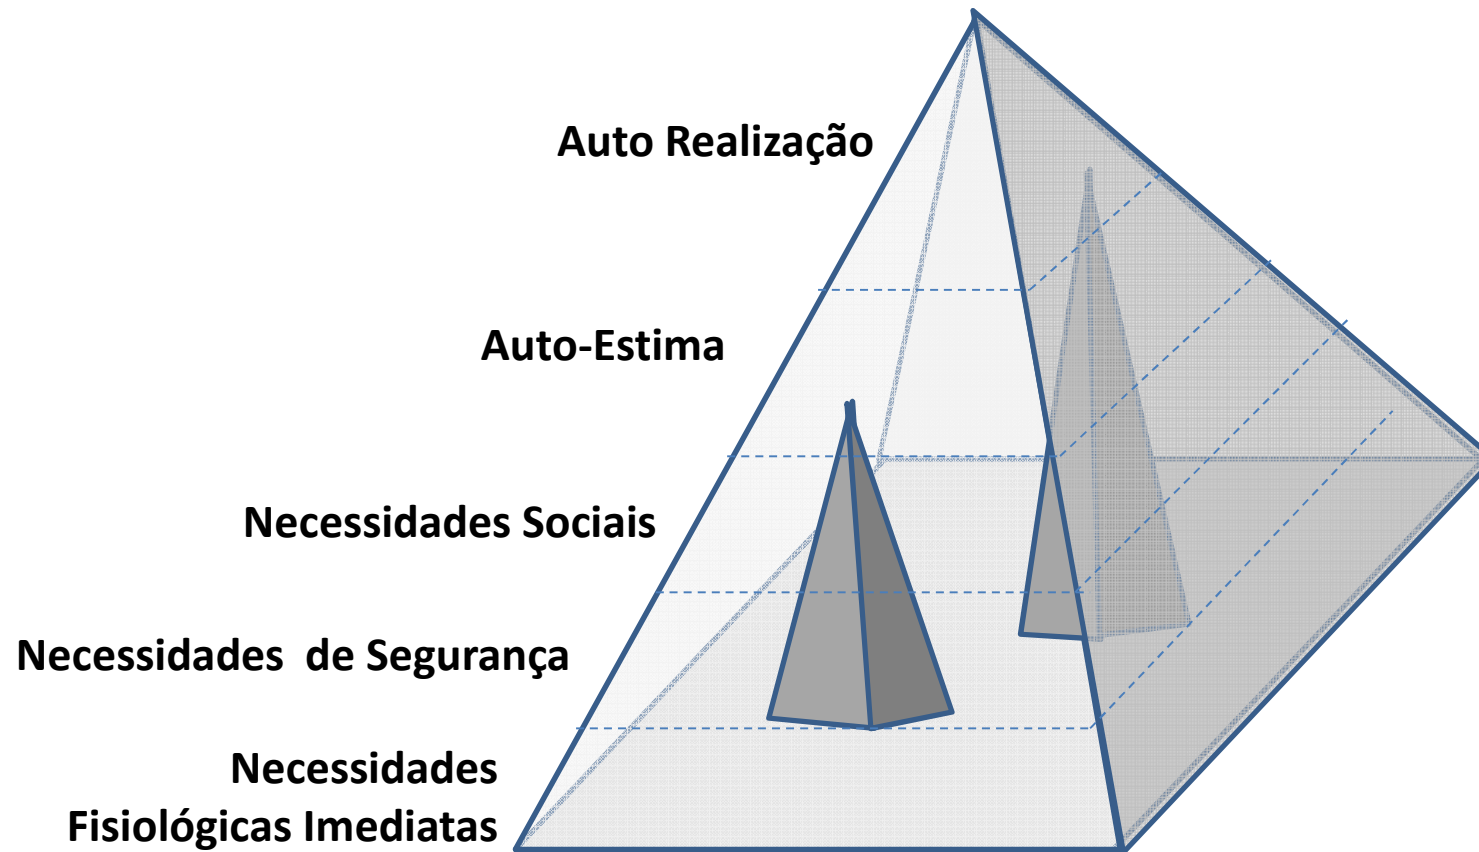 Auto Realização
Auto-Estima
Necessidades Sociais
Necessidades  de Segurança
Necessidades
Fisiológicas Imediatas